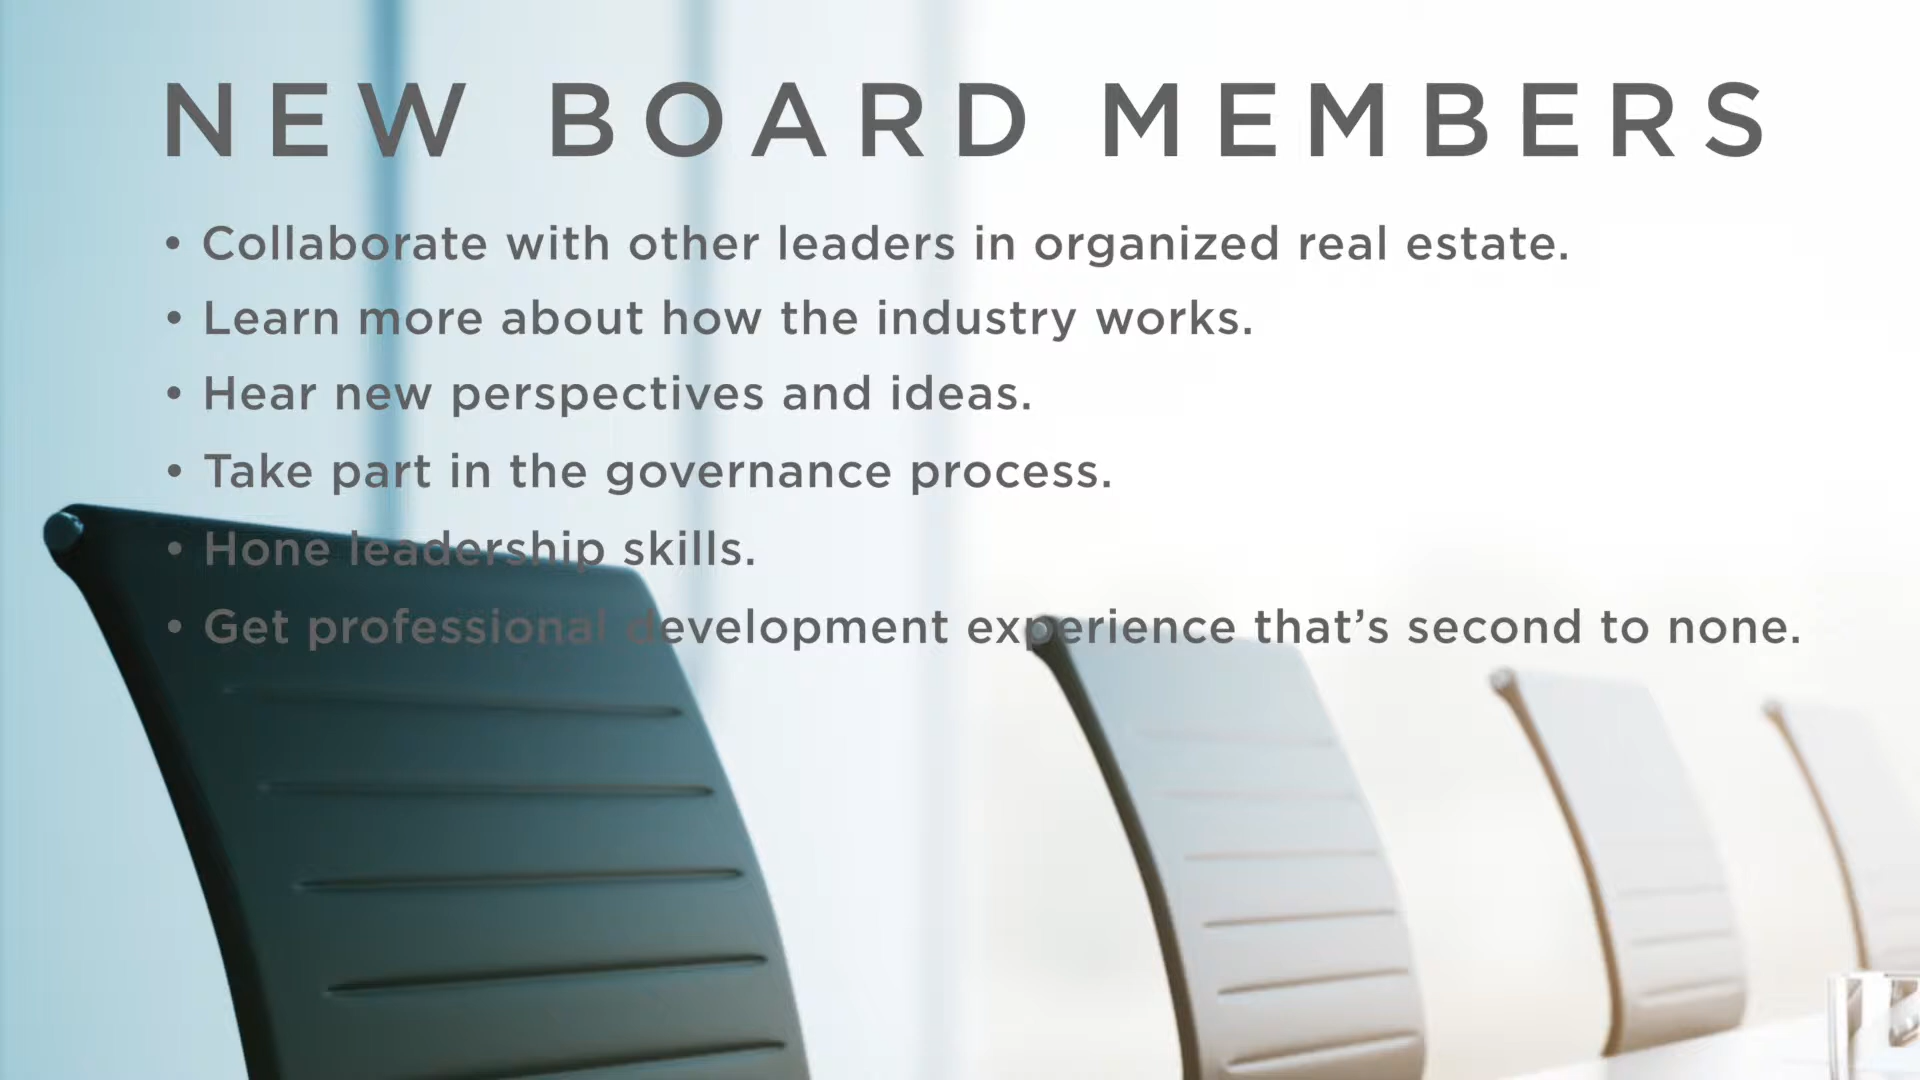 NEW BOARD MEMBERS
• Collaborate with other leaders in organized real estate.
• Learn more about how the industry works.
• Hear new perspectives and ideas.
• Take part in the governance process.
• Hone leadership skills.
• Get professional development experience that’s second to none.